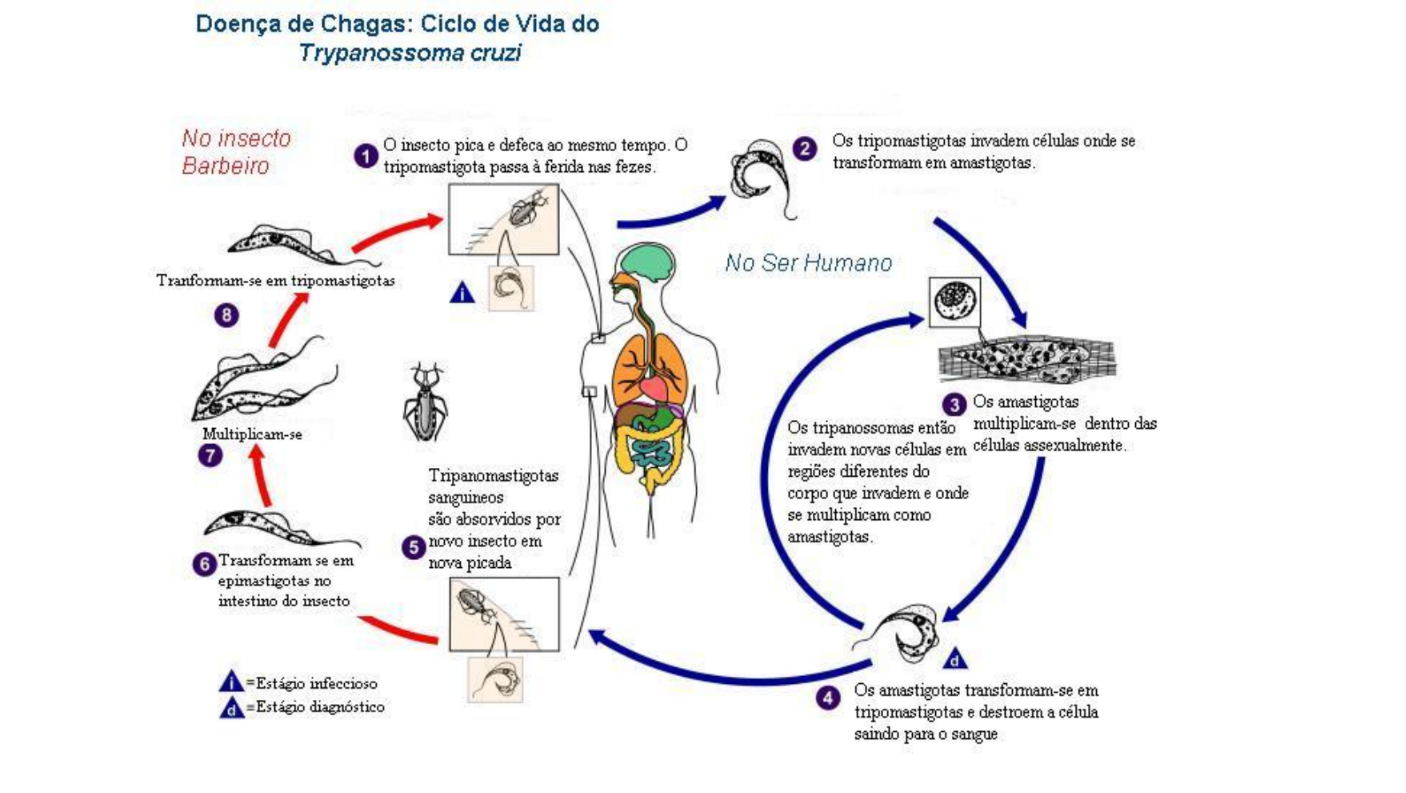 Doença de Chagas: Ciclo de Vida do
Trypanossoma cruzi
No insecto
Barbeiro
1
O insecto pica e defeca ao mesmo tempo. O
tripomastigota passa à ferida nas fezes.
2
Os tripomastigotas invadem células onde se
transformam em amastigotas.
No Ser Humano
i
Tranformam-se em tripomastigotas
8
3
Os amastigotas
multiplicam-se dentro das
células assexualmente.
Os tripanossomas então
invadem novas células em
regiões diferentes do
corpo que invadem e onde
se multiplicam como
amastigotas.
Multiplicam-se
7
Tripanomastigotas
sanguineos
são absorvidos por
novo insecto em
nova picada
5
6
Transformam se em
epimastigotas no
intestino do insecto
d
4
Os amastigotas transformam-se em
tripomastigotas e destroem a célula
saindo para o sangue
i =Estágio infeccioso
d =Estágio diagnóstico